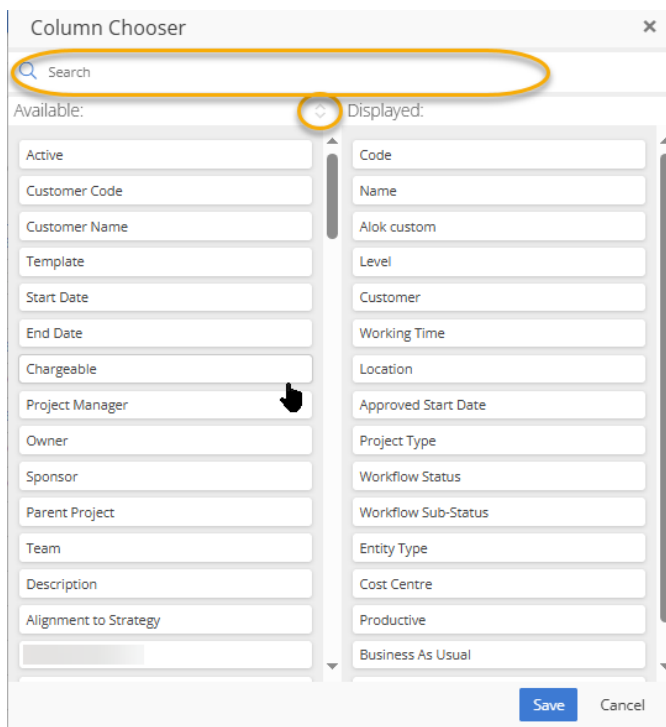 Column Chooser
Search
Available:
Displayed:
Active
Customer Code
Customer Name
Template
Start Date
End Date
Chargeable
Project Manager
Owner
Sponsor
Parent Project
Team
Description
Alignment to Strategy
Code
Name
Alok custom
Level
Customer
Working Time
Location
Approved Start Date
Project Type
Workflow Status
Workflow Sub-Status
Entity Type
Cost Centre
Productive
Business As Usual
Save
Cancel